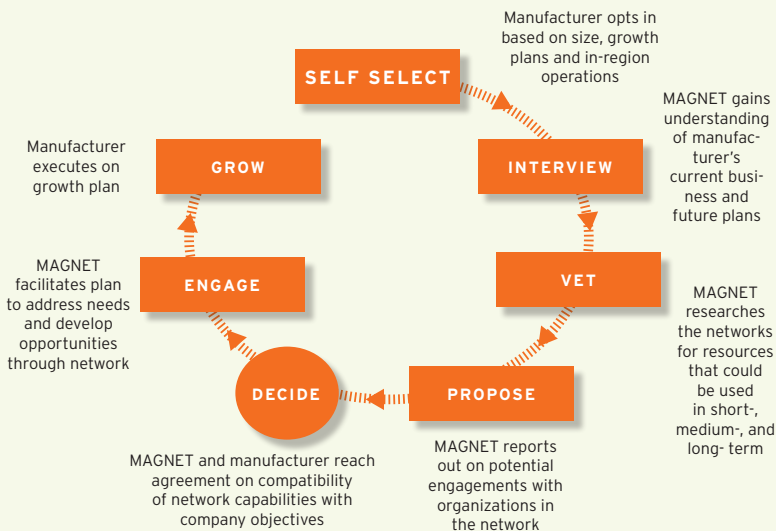 SELF SELECT
Manufacturer opts in
based on size, growth
plans and in-region
operations
INTERVIEW
MAGNET gains
understanding
of manufac-
turer's
current busi-
ness and
future plans
VET
MAGNET
researches
the networks
for resources
that could
be used
in short-,
medium-, and
long- term
PROPOSE
MAGNET reports
out on potential
engagements with
organizations in
the network
DECIDE
MAGNET and manufacturer reach
agreement on compatibility
of network capabilities with
company objectives
ENGAGE
MAGNET
facilitates plan
to address needs
and develop
opportunities
through network
GROW
Manufacturer
executes on
growth plan